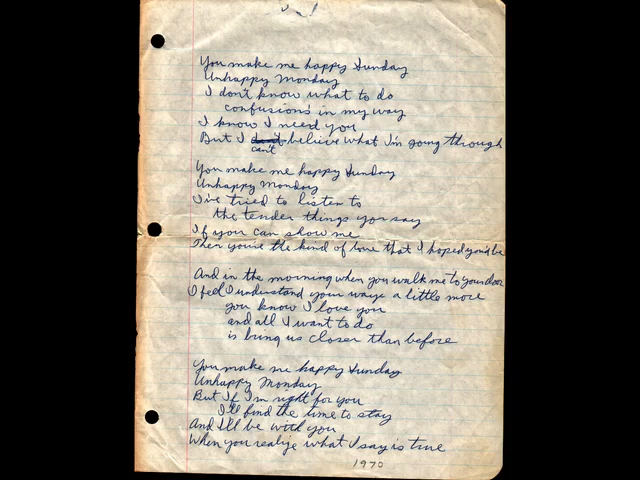 You make me happy Sunday
Unhappy Monday
I don't know what to do
confusions in my way
I know I need you
But I don't believe what I'm going through
can't
You make me happy Sunday
Unhappy Monday
I've tried to listen to
the tender things you say
If you can show me
Then you're the kind of love that I hoped you'd be
And in the morning when you walk me to your door
I feel I understand your ways a little more
you know I love you
and all I want to do
is bring us closer than before
You make me happy Sunday
Unhappy Monday
But If I'm right for you
I'll find the time to stay
And I'll be with you
When you realize what I say is true
1970